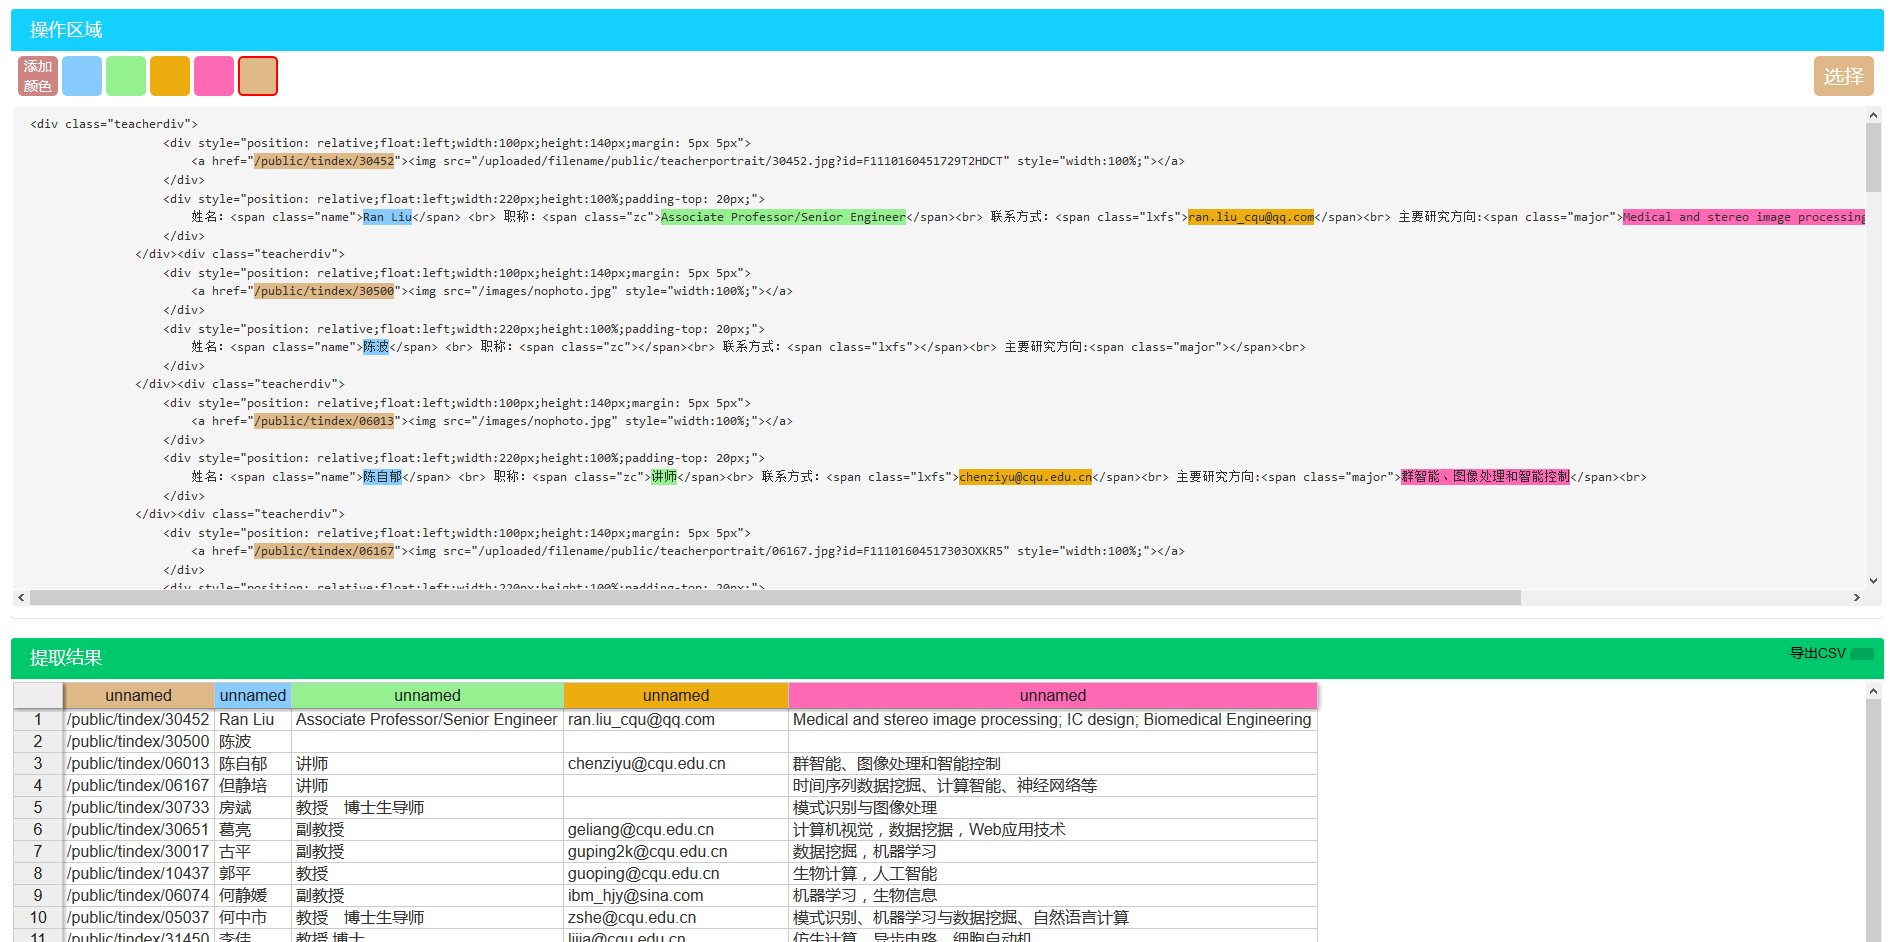 操作区域
添加
颜色
选择
<div class="teacherdiv">
<div style="position: relative;float:left;width:100px;height:140px;margin: 5px 5px">
<a href="/public/tindex/30452"><img src="/uploaded/filename/public/teacherportrait/30452.jpg?id=F1110160451729T2HDCT" style="width:100%;"></a>
</div>
<div style="position: relative;float:left;width:220px;height:100%;padding-top: 20px;">
姓名：<span class="name">Ran Liu</span> <br> 职称：<span class="zc">Associate Professor/Senior Engineer</span><br> 联系方式：<span class="lxfs">ran.liu_cqu@qq.com</span><br> 主要研究方向:<span class="major">Medical and stereo image processing
</div>
</div><div class="teacherdiv">
<div style="position: relative;float:left;width:100px;height:140px;margin: 5px 5px">
<a href="/public/tindex/30500"><img src="/images/nophoto.jpg" style="width:100%;"></a>
</div>
<div style="position: relative;float:left;width:220px;height:100%;padding-top: 20px;">
姓名：<span class="name">陈波</span> <br> 职称：<span class="zc"></span><br> 联系方式：<span class="lxfs"></span><br> 主要研究方向:<span class="major"></span><br>
</div>
</div><div class="teacherdiv">
<div style="position: relative;float:left;width:100px;height:140px;margin: 5px 5px">
<a href="/public/tindex/06013"><img src="/images/nophoto.jpg" style="width:100%;"></a>
</div>
<div style="position: relative;float:left;width:220px;height:100%;padding-top: 20px;">
姓名：<span class="name">陈自郁</span> <br> 职称：<span class="zc">讲师</span><br> 联系方式：<span class="lxfs">chenziyu@cqu.edu.cn</span><br> 主要研究方向:<span class="major">群智能、图像处理和智能控制</span><br>
</div>
</div><div class="teacherdiv">
<div style="position: relative;float:left;width:100px;height:140px;margin: 5px 5px">
<a href="/public/tindex/06167"><img src="/uploaded/filename/public/teacherportrait/06167.jpg?id=F11101604517303OXKR5" style="width:100%;"></a>
</div>
<div style="position: relative;float:left;width:220px;height:100%;padding-top: 20px;">
提取结果
导出CSV
unnamed unnamed unnamed unnamed unnamed
1 /public/tindex/30452 Ran Liu Associate Professor/Senior Engineer ran.liu_cqu@qq.com Medical and stereo image processing; IC design; Biomedical Engineering
2 /public/tindex/30500 陈波
3 /public/tindex/06013 陈自郁 讲师 chenziyu@cqu.edu.cn 群智能、图像处理和智能控制
4 /public/tindex/06167 但静培 讲师 时间序列数据挖掘、计算智能、神经网络等
5 /public/tindex/30733 房斌 教授　博士生导师 模式识别与图像处理
6 /public/tindex/30651 葛亮 副教授 geliang@cqu.edu.cn 计算机视觉，数据挖掘，Web应用技术
7 /public/tindex/30017 古平 副教授 guping2k@cqu.edu.cn 数据挖掘，机器学习
8 /public/tindex/10437 郭平 教授 guoping@cqu.edu.cn 生物计算，人工智能
9 /public/tindex/06074 何静媛 副教授 ibm_hjy@sina.com 机器学习，生物信息
10 /public/tindex/05037 何中市 教授　博士生导师 zshe@cqu.edu.cn 模式识别、机器学习与数据挖掘、自然语言计算
11 /public/tindex/31450 李佳 教授 博士 lijia@cqu.edu.cn 仿生计算、异步电路、细胞自动机